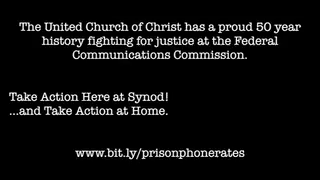 The United Church of Christ has a proud 50 year
history fighting for justice at the Federal
Communications Commission.
Take Action Here at Synod!
...and Take Action at Home.
www.bit.ly/prisonphonerates